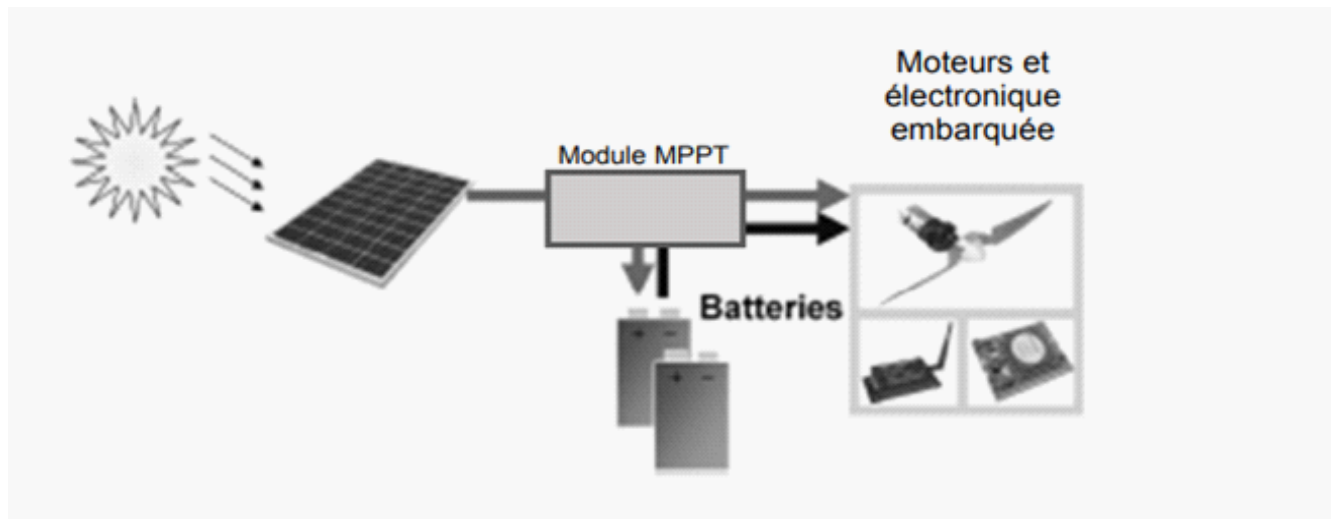 Moteurs et
électronique
embarquée
Module MPPT
Batteries
+ −
+ −